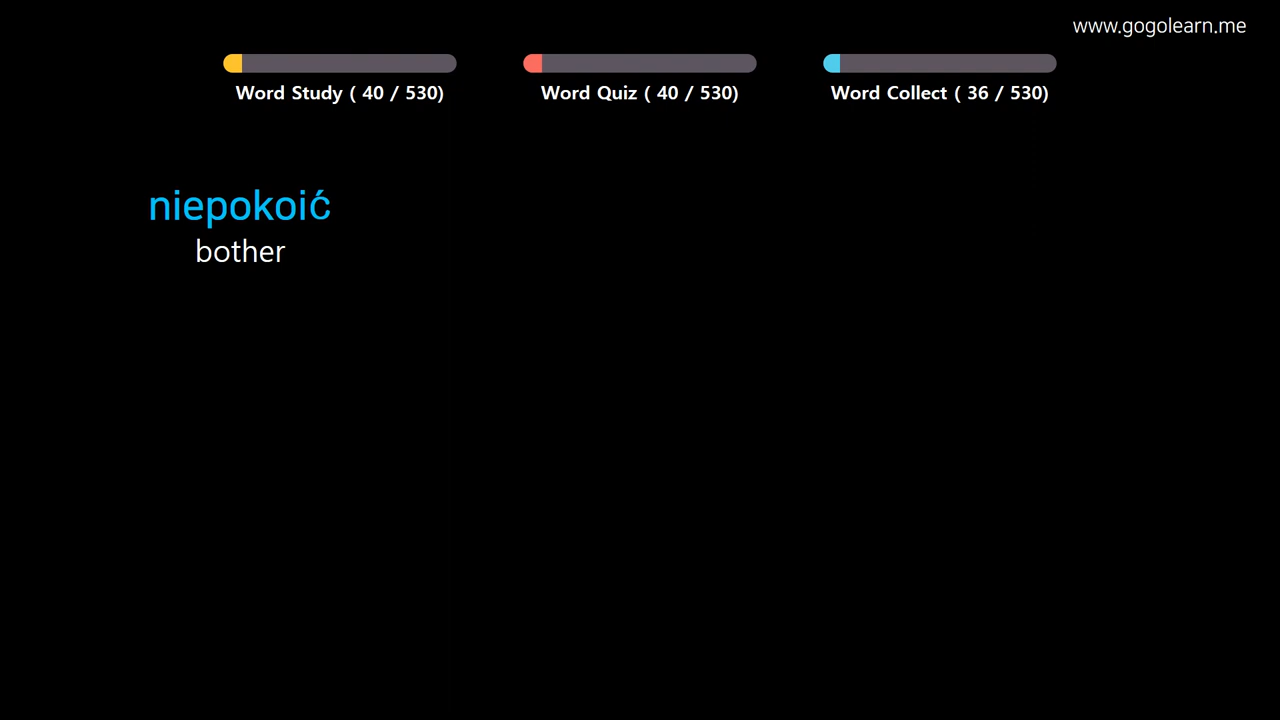 www.gogolearn.me
Word Study ( 40 / 530)
Word Quiz ( 40 / 530)
Word Collect ( 36 / 530)
niepokoić
bother